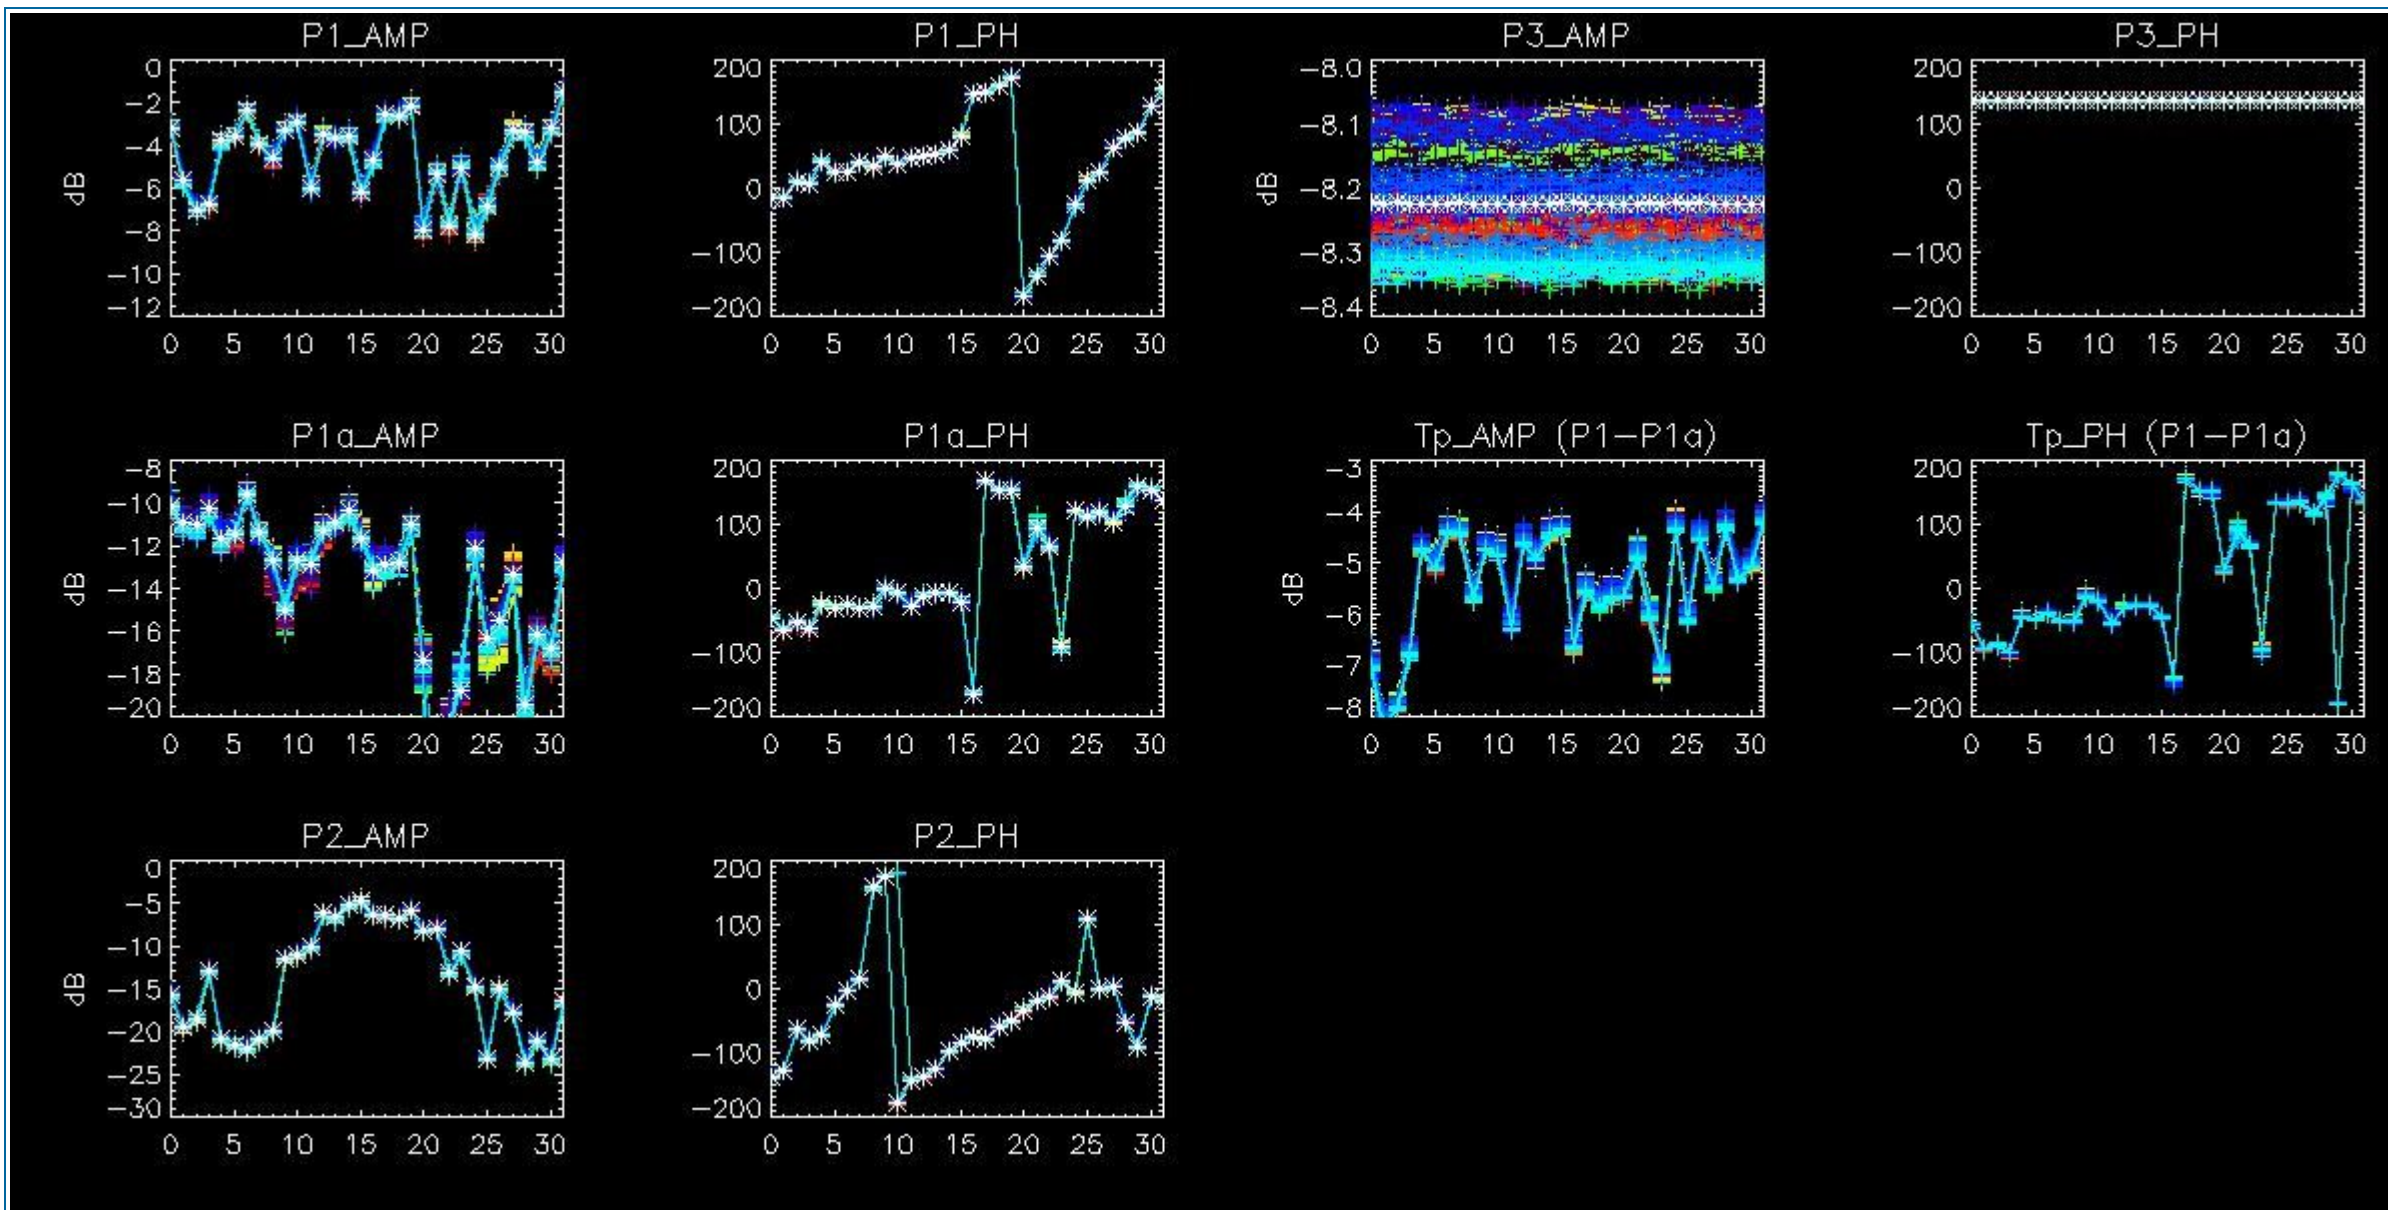 P1_AMP P1_PH P3_AMP P3_PH
0 200 -8.0 200
-2 100 -8.1 100
-4 0 -8.2 0
-6 -100 -8.3 -100
-8 -200 -8.4 -200
-10
-12
dB dB
0 5 10 15 20 25 30 0 5 10 15 20 25 30 0 5 10 15 20 25 30 0 5 10 15 20 25 30
P1a_AMP P1a_PH Tp_AMP (P1-P1a) Tp_PH (P1-P1a)
-8 200 -3 200
-10 100 -4 100
-12 0 -5 0
-14 -100 -6 -100
-16 -200 -7 -200
-18 -8
-20
dB dB
0 5 10 15 20 25 30 0 5 10 15 20 25 30 0 5 10 15 20 25 30 0 5 10 15 20 25 30
P2_AMP P2_PH
0 200
-5 100
-10 0
-15 -100
-20 -200
-25
-30
dB
0 5 10 15 20 25 30 0 5 10 15 20 25 30